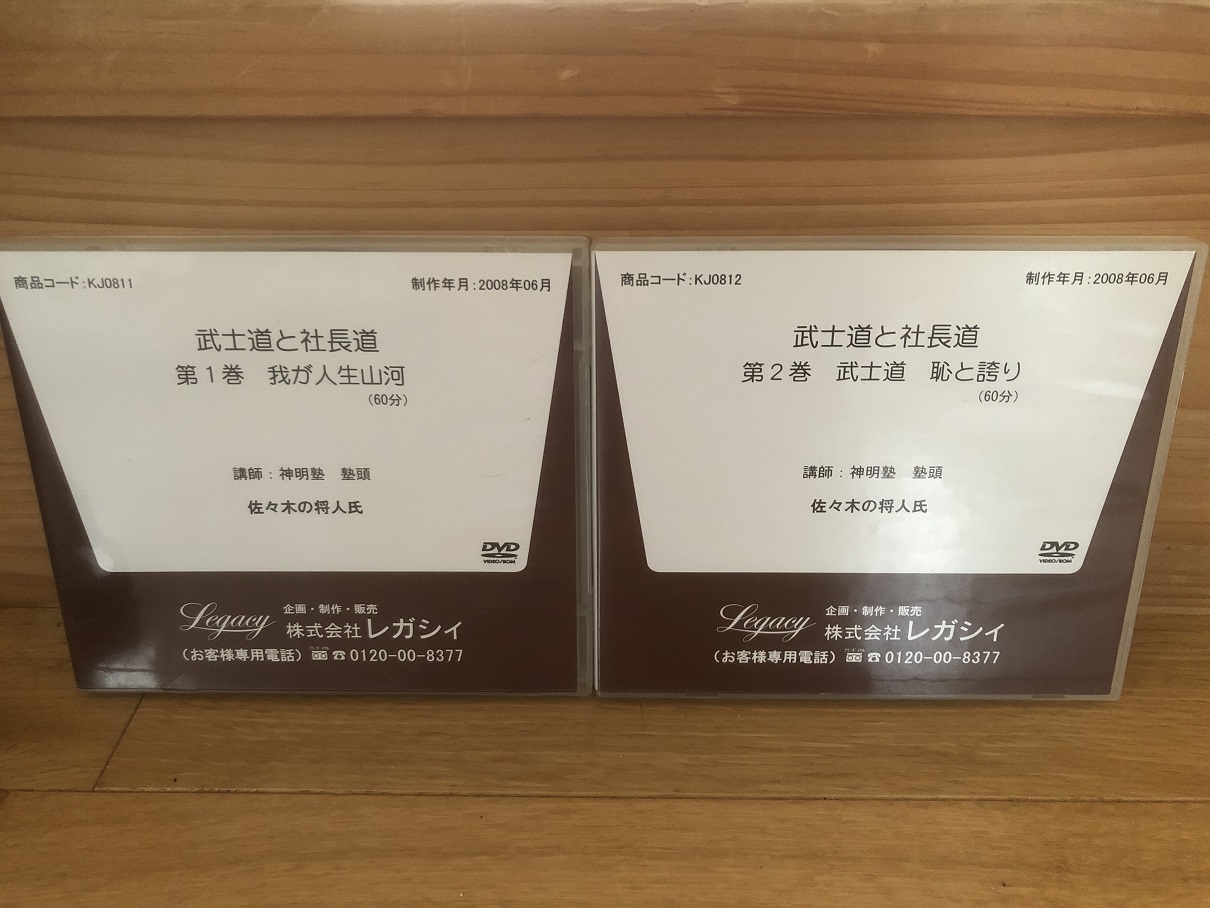 商品コード:KJ0811 制作年月:2008年06月
武士道と社長道
第1巻 我が人生山河
(60分)
講師:神明塾 塾頭
佐々木の将人氏
DVD
VIDEO/ROM
Legacy 企画・制作・販売
株式会社レガシィ
(お客様専用電話) ☎0120-00-8377
商品コード:KJ0812 制作年月:2008年06月
武士道と社長道
第2巻 武士道 恥と誇り
(60分)
講師:神明塾 塾頭
佐々木の将人氏
DVD
VIDEO/ROM
Legacy 企画・制作・販売
株式会社レガシィ
(お客様専用電話) ☎0120-00-8377